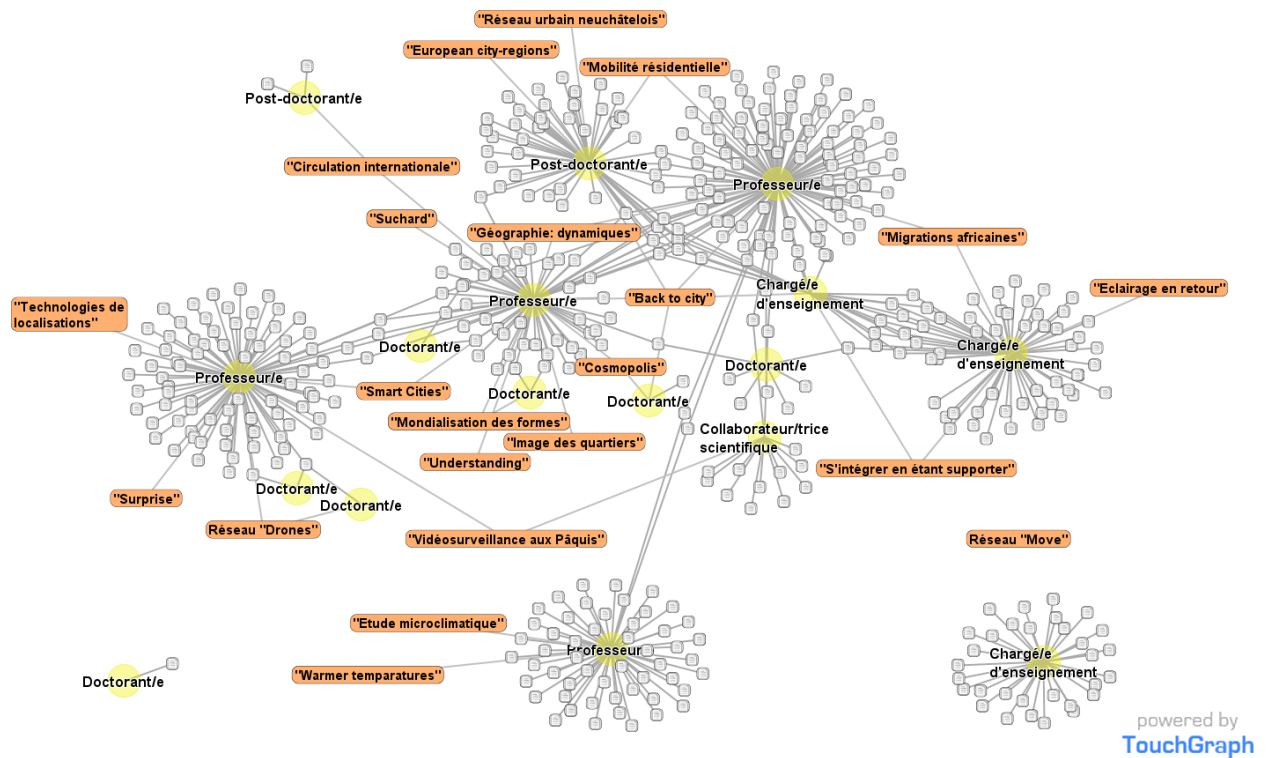 "Réseau urbain neuchâtelois"
"European city-regions"
"Mobilité résidentielle"
Post-doctorant/e
"Circulation internationale"
Post-doctorant/e
Professeur/e
"Suchard"
"Géographie: dynamiques"
"Migrations africaines"
"Technologies de
localisations"
Professeur/e
"Back to city"
Chargé/e
d'enseignement
"Eclairage en retour"
Doctorant/e
Chargé/e
d'enseignement
Professeur/e
"Cosmopolis"
Doctorant/e
"Smart Cities"
Doctorant/e
Doctorant/e
"Mondialisation des formes"
Collaborateur/trice
scientifique
"Image des quartiers"
"Understanding"
"S'intégrer en étant supporter"
Doctorant/e
"Surprise"
Doctorant/e
Réseau "Drones"
"Vidéosurveillance aux Pâquis"
Réseau "Move"
"Etude microclimatique"
Professeur
Chargé/e
d'enseignement
"Warmer temparatures"
Doctorant/e
powered by
TouchGraph